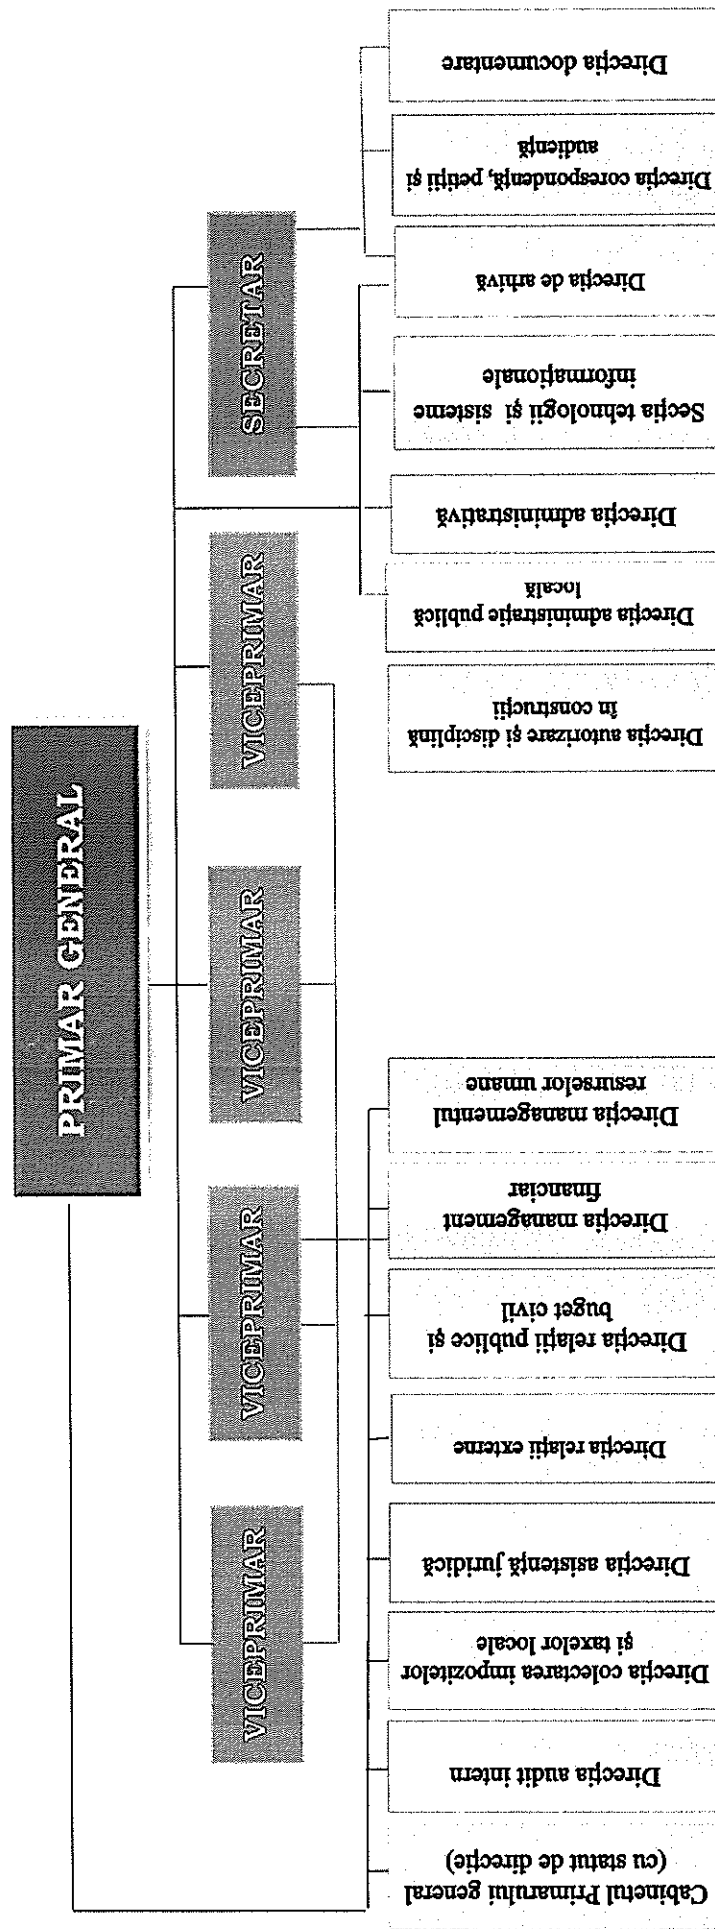 PRIMAR GENERAL
VICEPRIMAR
VICEPRIMAR
VICEPRIMAR
VICEPRIMAR
SECRETAR
Cabinetul Primarului general
(cu statut de direcție)
Direcția audit intern
Direcția colectarea impozitelor
și taxelor locale
Direcția asistență juridică
Direcția relații externe
Direcția relații publice și
buget civil
Direcția management
financiar
Direcția managementul
resurselor umane
Direcția autorizare și disciplină
în construcții
Direcția administrație publică
locală
Direcția administrativă
Secția tehnologii și sisteme
informaționale
Direcția de arhivă
Direcția corespondență, petiții și
audiență
Direcția documentare